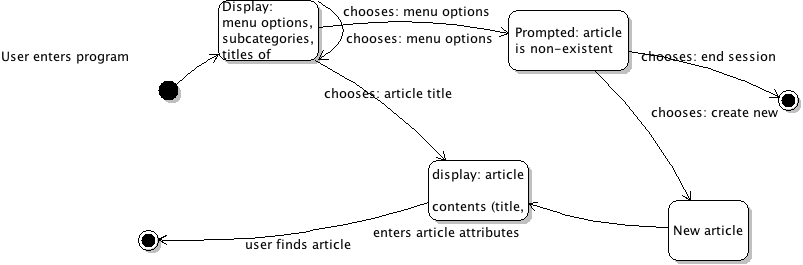 Display:
menu options,
subcategories,
titles of
chooses: menu options
chooses: menu options
Prompted: article
is non-existent
User enters program
chooses: end session
chooses: article title
chooses: create new
display: article
contents (title,
New article
enters article attributes
user finds article